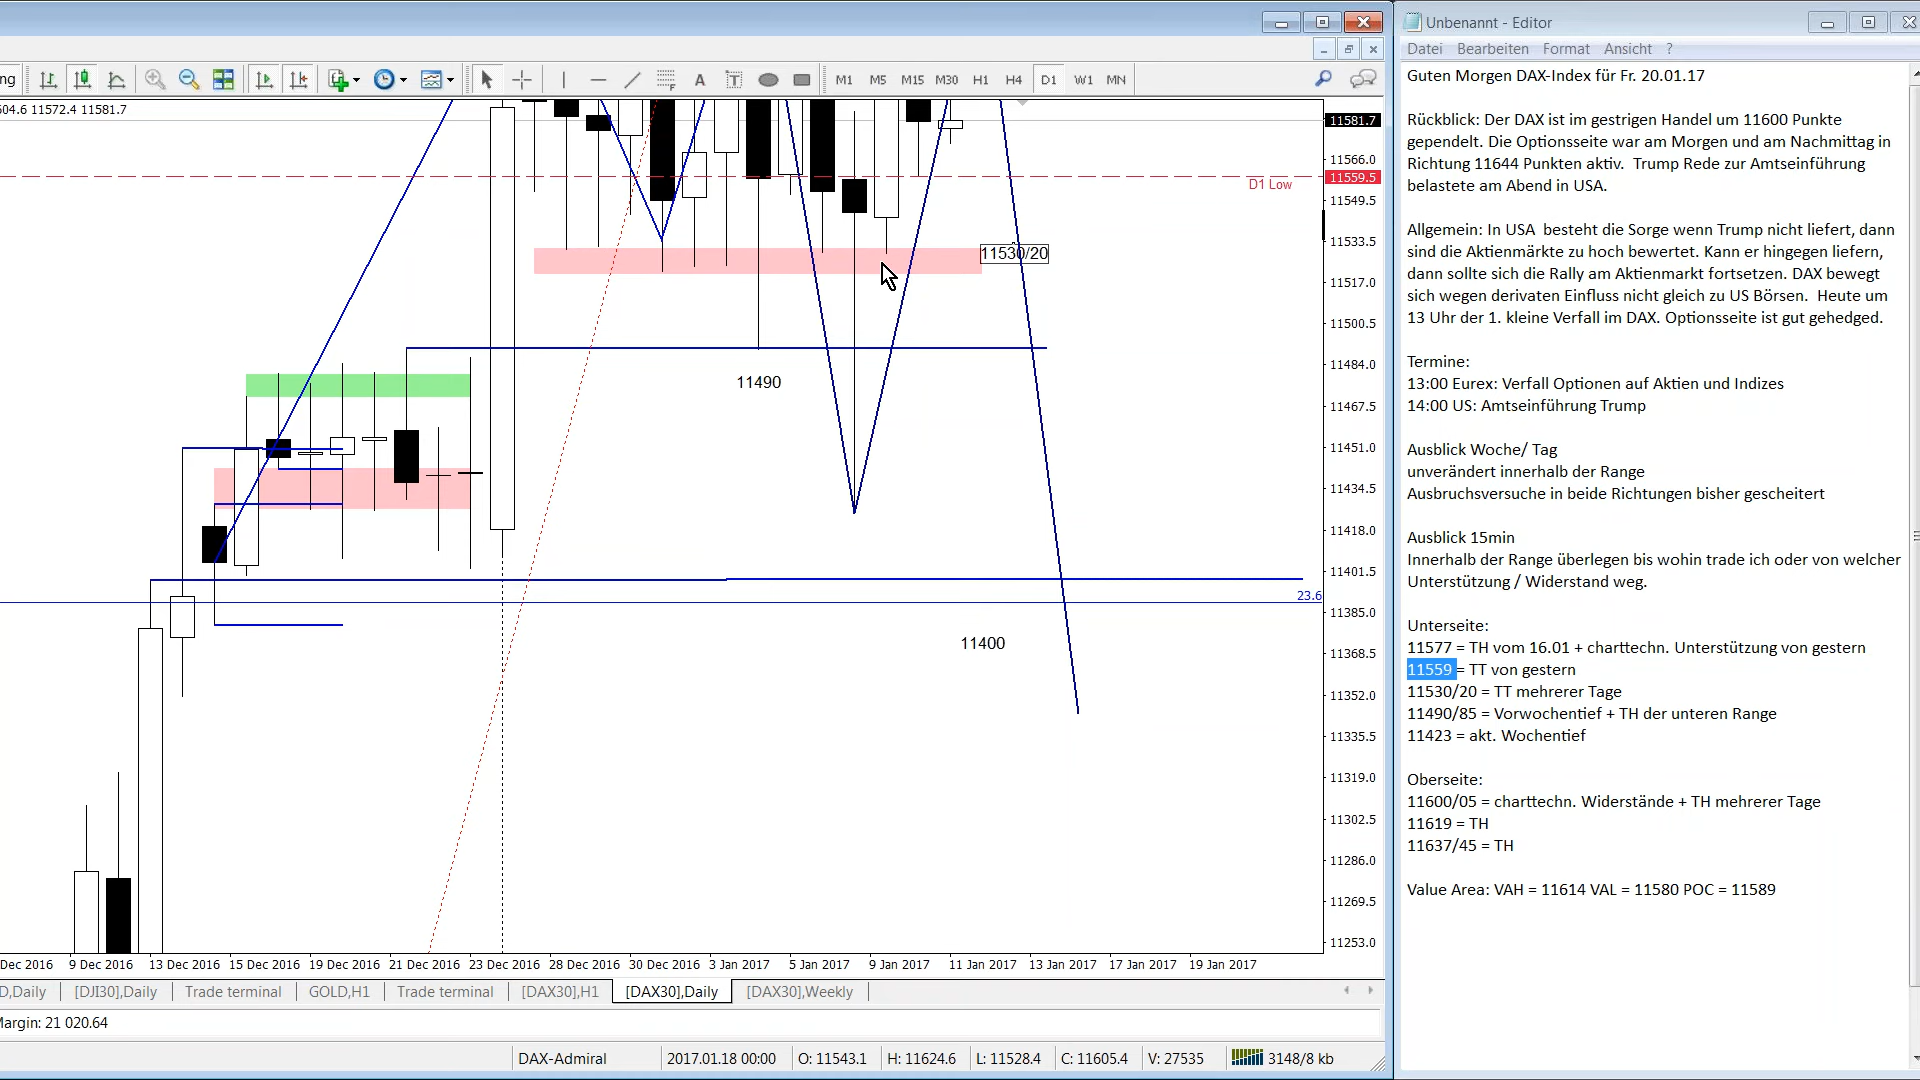 Unbenannt - Editor
Datei Bearbeiten Format Ansicht ?
M1 M5 M15 M30 H1 H4 D1 W1 MN
11572.4 11581.7
D1 Low
11530/20
11490
11400
23.6
11581.7
11566.0
11559.5
11549.5
11533.5
11517.0
11500.5
11484.0
11467.5
11451.0
11434.5
11418.0
11401.5
11385.0
11368.5
11352.0
11335.5
11319.0
11302.5
11286.0
11269.5
11253.0
Dec 2016 9 Dec 2016 13 Dec 2016 15 Dec 2016 19 Dec 2016 21 Dec 2016 23 Dec 2016 28 Dec 2016 30 Dec 2016 3 Jan 2017 5 Jan 2017 9 Jan 2017 11 Jan 2017 13 Jan 2017 17 Jan 2017 19 Jan 2017
D,Daily [DJI30],Daily Trade terminal GOLD,H1 Trade terminal [DAX30],H1 [DAX30],Daily [DAX30],Weekly
Margin: 21 020.64
DAX-Admiral 2017.01.18 00:00 O: 11543.1 H: 11624.6 L: 11528.4 C: 11605.4 V: 27535 3148/8 kb
Guten Morgen DAX-Index für Fr. 20.01.17
Rückblick: Der DAX ist im gestrigen Handel um 11600 Punkte
gependelt. Die Optionsseite war am Morgen und am Nachmittag in
Richtung 11644 Punkten aktiv. Trump Rede zur Amtseinführung
belastete am Abend in USA.
Allgemein: In USA besteht die Sorge wenn Trump nicht liefert, dann
sind die Aktienmärkte zu hoch bewertet. Kann er hingegen liefern,
dann sollte sich die Rally am Aktienmarkt fortsetzen. DAX bewegt
sich wegen derivaten Einfluss nicht gleich zu US Börsen. Heute um
13 Uhr der 1. kleine Verfall im DAX. Optionsseite ist gut gehedged.
Termine:
13:00 Eurex: Verfall Optionen auf Aktien und Indizes
14:00 US: Amtseinführung Trump
Ausblick Woche/ Tag
unverändert innerhalb der Range
Ausbruchsversuche in beide Richtungen bisher gescheitert
Ausblick 15min
Innerhalb der Range überlegen bis wohin trade ich oder von welcher
Unterstützung / Widerstand weg.
Unterseite:
11577 = TH vom 16.01 + charttechn. Unterstützung von gestern
11559 = TT von gestern
11530/20 = TT mehrerer Tage
11490/85 = Vorwochentief + TH der unteren Range
11423 = akt. Wochentief
Oberseite:
11600/05 = charttechn. Widerstände + TH mehrerer Tage
11619 = TH
11637/45 = TH
Value Area: VAH = 11614 VAL = 11580 POC = 11589